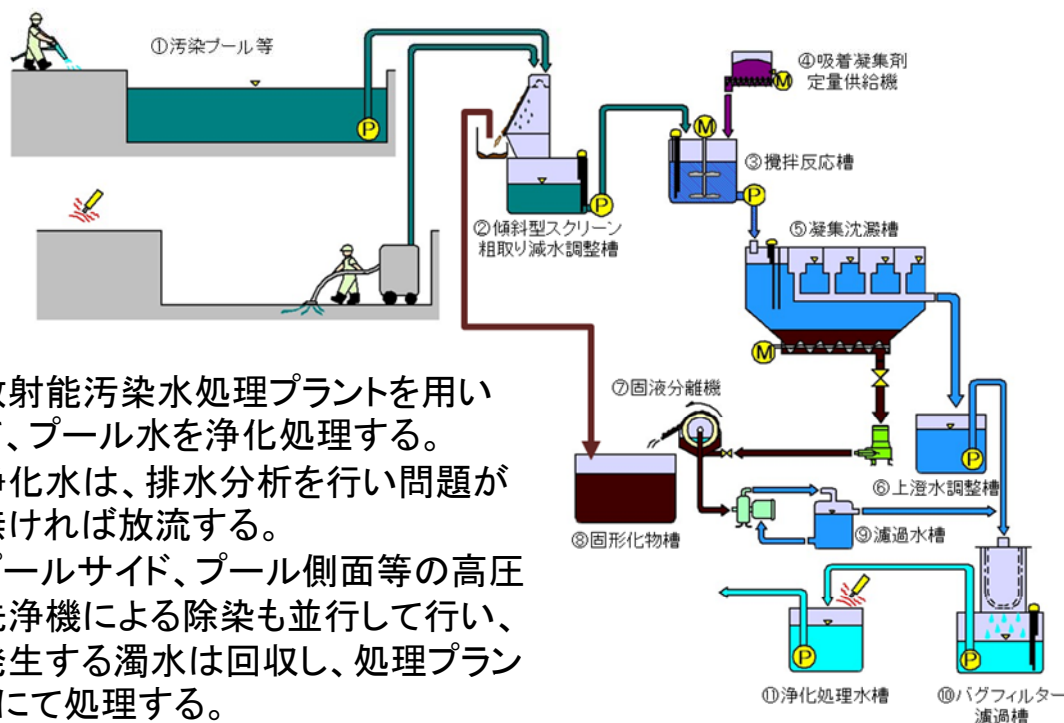 ①汚染プール等
④吸着凝集剤
定量供給機
③攪拌反応槽
②傾斜型スクリーン
粗取り減水調整槽
⑤凝集沈澱槽
⑦固液分離機
⑥上澄水調整槽
⑧固形化物槽
⑨濾過水槽
⑪浄化処理水槽
⑩バグフィルター
濾過槽
P
P
M
M
P
M
P
P
P
射能汚染水処理プラントを用い
、プール水を浄化処理する。
化水は、排水分析を行い問題が
ければ放流する。
ールサイド、プール側面等の高圧
浄機による除染も並行して行い、
生する濁水は回収し、処理プラン
にて処理する。